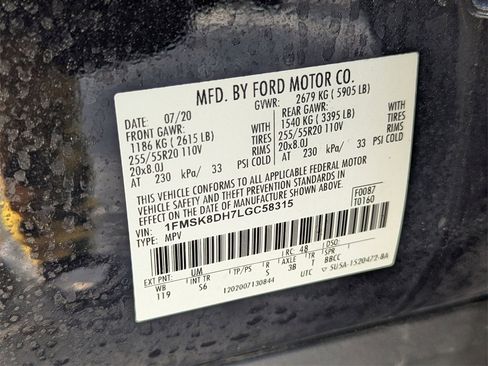 MFD. BY FORD MOTOR CO.
DATE: 07/20 GVWR: 2679 KG ( 5905 LB)
FRONT GAWR: REAR GAWR:
1186 KG ( 2615 LB) WITH 1540 KG ( 3395 LB) WITH
255/55R20 110V TIRES 255/55R20 110V TIRES
20x8.0J RIMS 20x8.0J RIMS
AT 230 kPa/ 33 PSI COLD AT 230 kPa/ 33 PSI COLD
THIS VEHICLE CONFORMS TO ALL APPLICABLE FEDERAL MOTOR
VEHICLE SAFETY AND THEFT PREVENTION STANDARDS IN EFFECT ON THE DATE OF
MANUFACTURE SHOWN ABOVE.
VIN: 1FMSK8DH7LGC58315 F0087
TYPE: MPV T0160
EXT PNT: UM RC: 48 DSO:
WB INT TR TP/PS R AXLE TR SPR
119 S6 5 3B T BBCC
1202007130844 UTC ▽ 5USA-1520472-BA